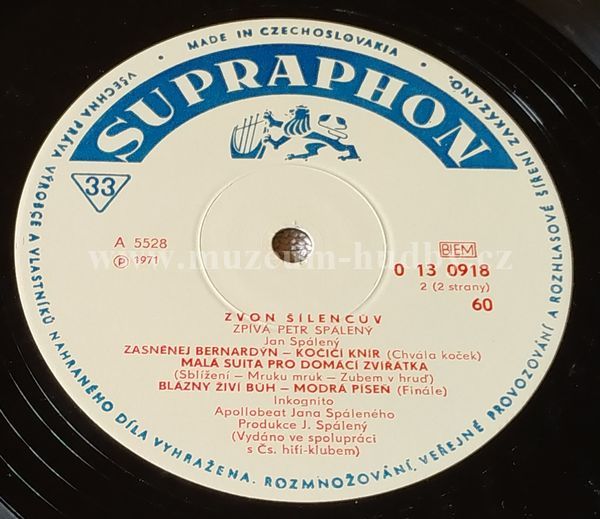 MADE IN CZECHOSLOVAKIA
SUPRAPHON
33
A 5528
Ⓟ 1971
BIEM
0 13 0918
2 (2 strany)
60
www.muzeum-hudby.cz
ZVON ŠÍLENCŮV
ZPÍVÁ PETR SPÁLENÝ
Jan Spálený
ZASNĚNEJ BERNARDÝN – KOČIČÍ KNÍR (Chvála koček)
MALÁ SUITA PRO DOMÁCÍ ZVÍŘÁTKA
(Sblížení – Mruku mruk – Zubem v hruď)
BLÁZNY ŽIVÍ BŮH – MODRÁ PÍSEŇ (Finále)
Inkognito
Apollobeat Jana Spáleného
Produkce J. Spálený
(Vydáno ve spolupráci
s Čs. hifi-klubem)
VŠECHNA PRÁVA VÝROBCE A VLASTNÍKŮ NAHRANÉHO DÍLA VYHRAŽENA. ROZMNOŽOVÁNÍ, VEŘEJNÉ PROVOZOVÁNÍ A ROZHLASOVÉ ŠÍŘENÍ ZAKÁZÁNO.